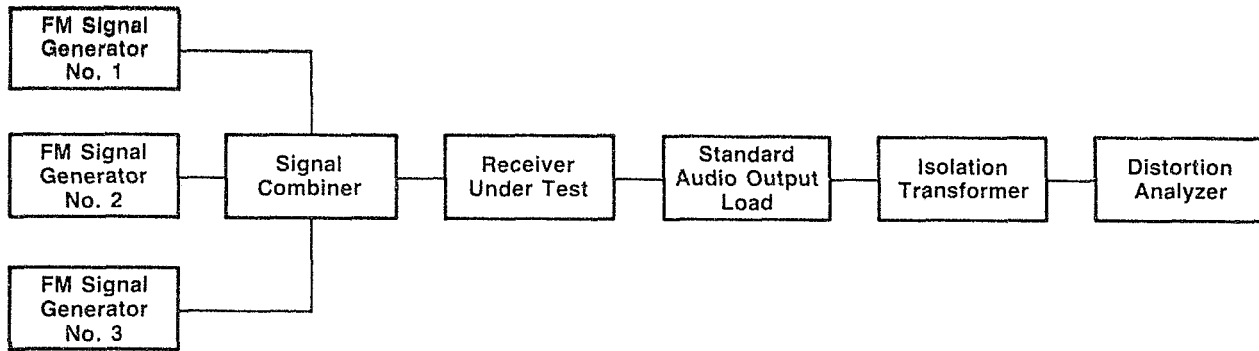 FM Signal
Generator
No. 1
FM Signal
Generator
No. 2
FM Signal
Generator
No. 3
Signal
Combiner
Receiver
Under Test
Standard
Audio Output
Load
Isolation
Transformer
Distortion
Analyzer